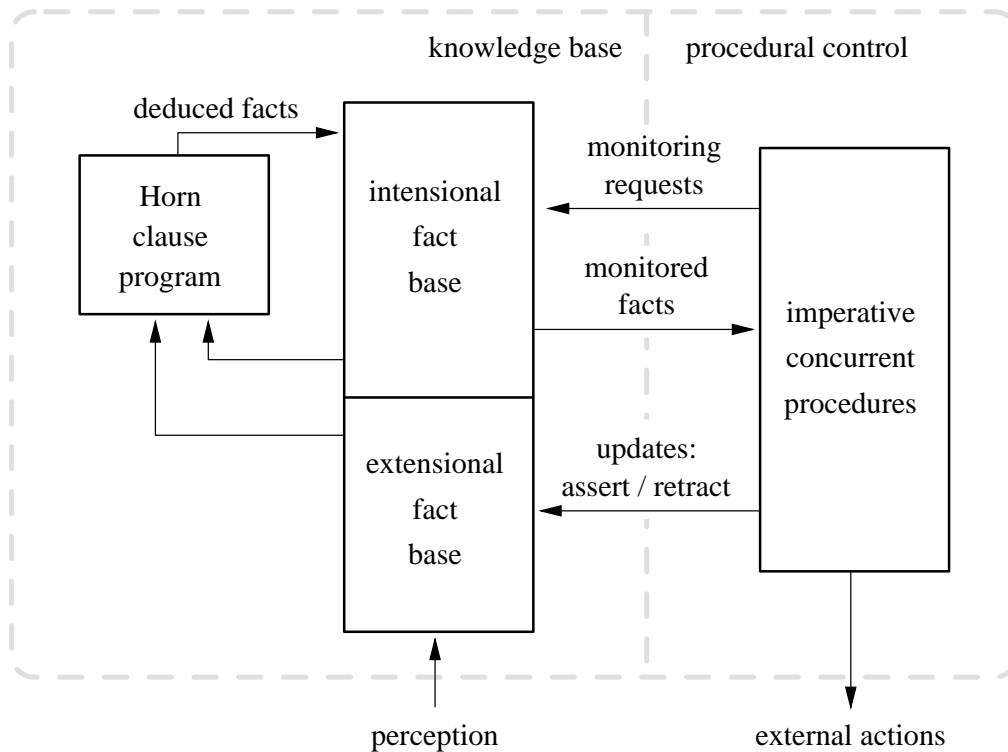 knowledge base
procedural control
deduced facts
Horn
clause
program
intensional
fact
base
monitoring
requests
monitored
facts
imperative
concurrent
procedures
extensional
fact
base
updates:
assert / retract
perception
external actions